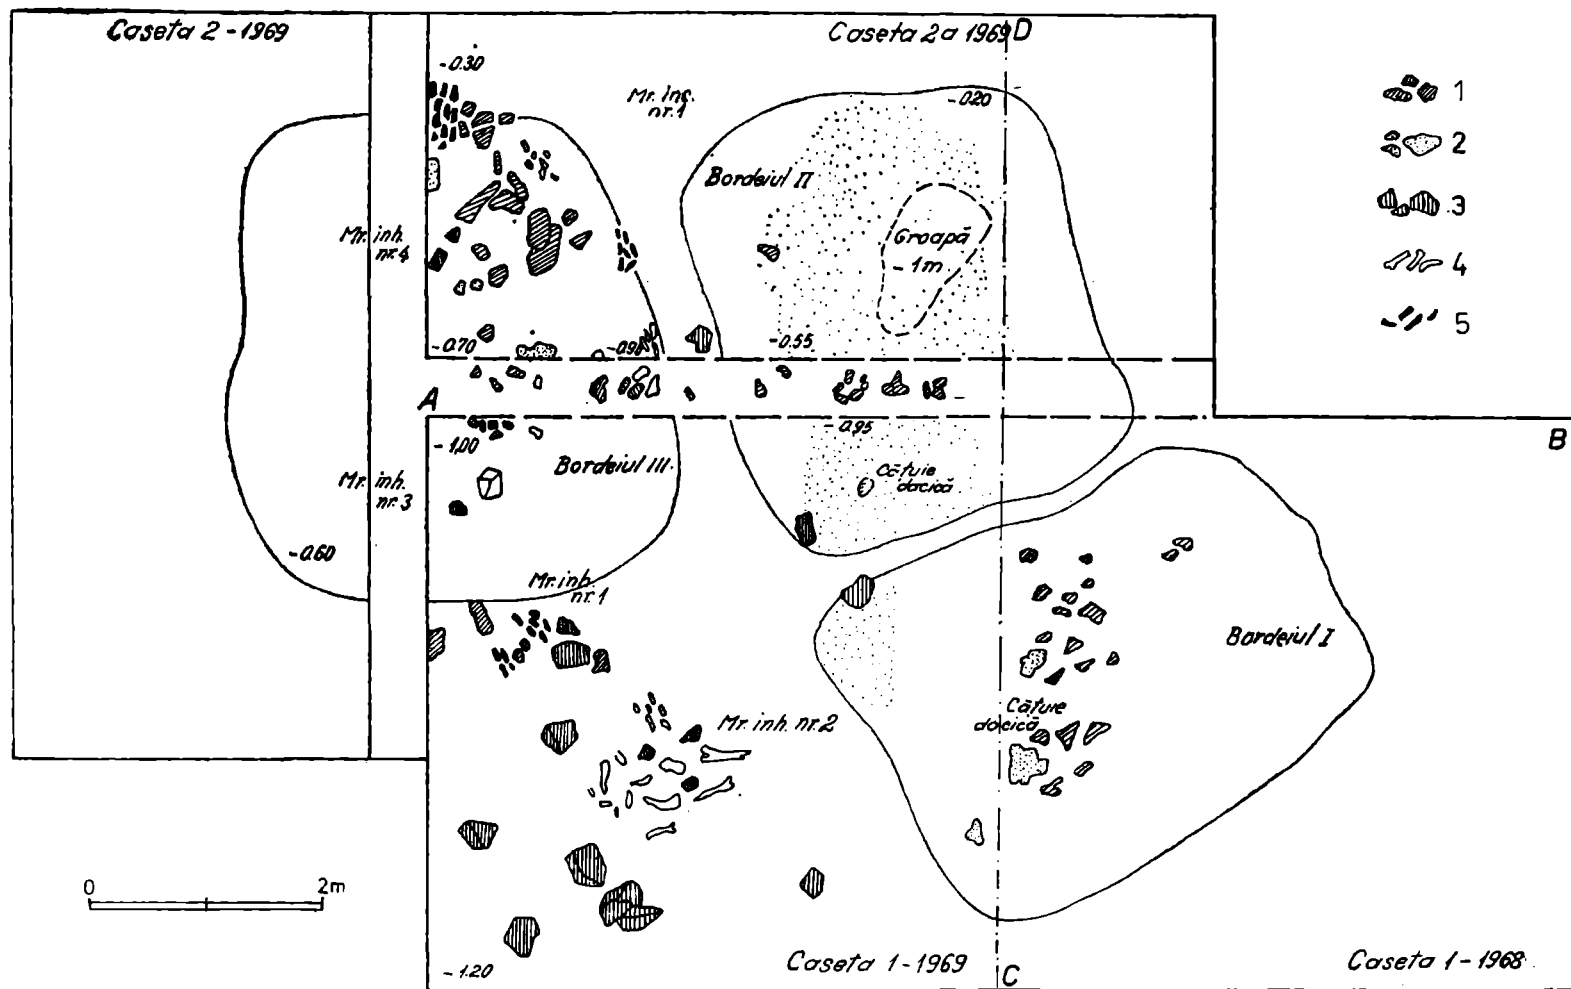 Caseta 2-1969
Caseta 2a 1969
D
-0.30
Mr. inc.
nr. 1
-0.20
1
2
3
4
5
Bordeiul II
Mr. inh.
nr. 4
Groapă
-1m
-0.70
-0.55
A
B
-1.00
-0.95
Bordeiul III
Cățuie
dacică
Mr. inh.
nr. 3
-0.60
Mr. inh.
nr. 1
Bordeiul I
Mr. inh. nr. 2
Cățuie
dacică
0
2m
-1.20
Caseta 1-1969
C
Caseta 1-1968